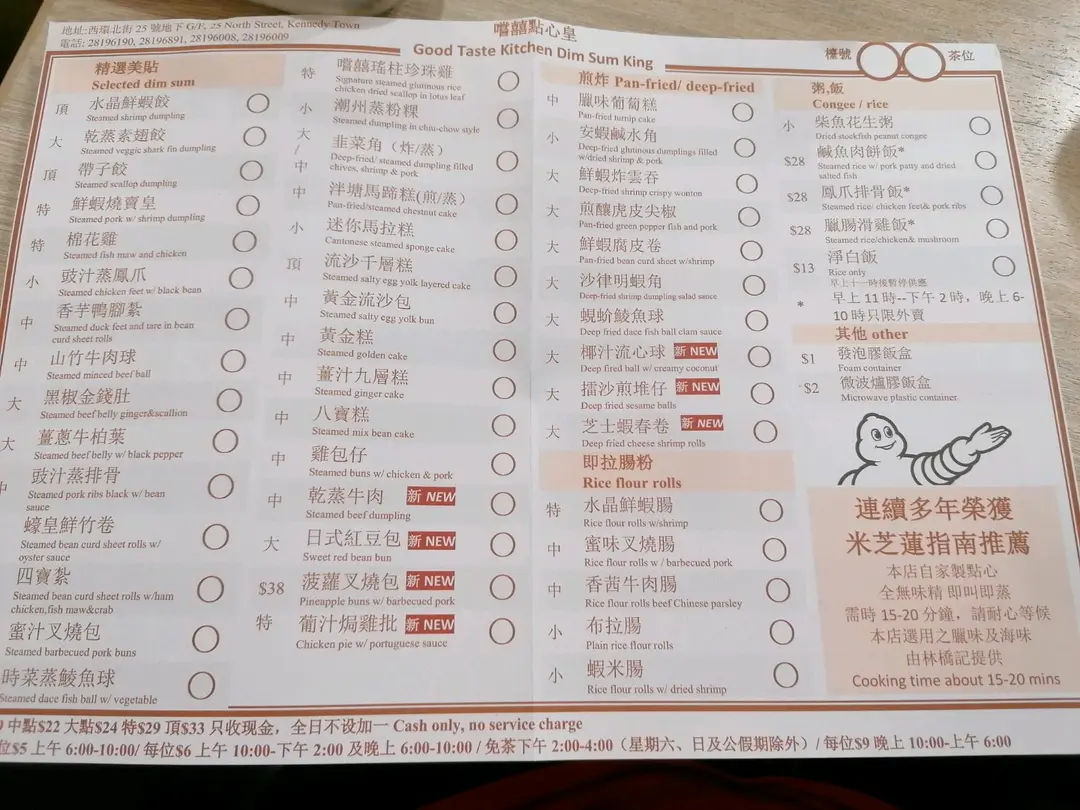 地址:西環北街 25 號地下 G/F, 25 North Street, Kennedy Town
電話: 28196190, 28196891, 28196008, 28196009
嚐囍點心皇
Good Taste Kitchen Dim Sum King
檯號
茶位
精選美點
Selected dim sum
頂 水晶鮮蝦餃
Steamed shrimp dumpling
大 乾蒸素翅餃
Steamed veggie shark fin dumpling
頂 帶子餃
Steamed scallop dumpling
特 鮮蝦燒賣皇
Steamed pork w/ shrimp dumpling
特 棉花雞
Steamed fish maw and chicken
小 豉汁蒸鳳爪
Steamed chicken feet w/ black bean
中 香芋鴨腳紮
Steamed duck feet and tare in bean
curd sheet rolls
中 山竹牛肉球
Steamed minced beef ball
大 黑椒金錢肚
Steamed beef belly ginger&scallion
大 薑蔥牛柏葉
Steamed beef belly w/ black pepper
豉汁蒸排骨
Steamed pork ribs black w/ bean
sauce
蠔皇鮮竹卷
Steamed bean curd sheet rolls w/
oyster sauce
四寶紮
Steamed bean curd sheet rolls w/ham
chicken,fish maw&crab
蜜汁叉燒包
Steamed barbecued pork buns
時菜蒸鯪魚球
Steamed dace fish ball w/ vegetable
特 嚐囍瑤柱珍珠雞
Signature steamed glutinous rice
chicken dried scallop in lotus leaf
小 潮州蒸粉粿
Steamed dumpling in chiu-chow style
大/中 韭菜角（炸/蒸）
Deep-fried/ steamed dumpling filled
chives, shrimp & pork
中 泮塘馬蹄糕(煎/蒸)
Pan-fried/steamed chestnut cake
小 迷你馬拉糕
Cantonese steamed sponge cake
頂 流沙千層糕
Steamed salty egg yolk layered cake
中 黃金流沙包
Steamed salty egg yolk bun
中 黃金糕
Steamed golden cake
中 薑汁九層糕
Steamed ginger cake
中 八寶糕
Steamed mix bean cake
中 雞包仔
Steamed buns w/ chicken & pork
中 乾蒸牛肉 新 NEW
Steamed beef dumpling
大 日式紅豆包 新 NEW
Sweet red bean bun
$38 菠蘿叉燒包 新 NEW
Pineapple buns w/ barbecued pork
特 葡汁焗雞批 新 NEW
Chicken pie w/ portuguese sauce
煎炸 Pan-fried/ deep-fried
中 臘味葡蔔糕
Pan-fried turnip cake
小 安蝦鹹水角
Deep-fried glutinous dumplings filled
w/dried shrimp & pork
大 鮮蝦炸雲吞
Deep-fried shrimp crispy wonton
大 煎釀虎皮尖椒
Pan-fried green pepper fish and pork
大 鮮蝦腐皮卷
Pan-fried bean curd sheet w/shrimp
大 沙律明蝦角
Deep-fried shrimp dumpling salad sauce
大 蜆蚧鯪魚球
Deep fried dace fish ball clam sauce
大 椰汁流心球 新 NEW
Deep fired ball w/ creamy coconut
大 擂沙煎堆仔 新 NEW
Deep fried sesame balls
大 芝士蝦春卷 新 NEW
Deep fried cheese shrimp rolls
即拉腸粉
Rice flour rolls
特 水晶鮮蝦腸
Rice flour rolls w/shrimp
中 蜜味叉燒腸
Rice flour rolls w / barbecued pork
中 香茜牛肉腸
Rice flour rolls beef Chinese parsley
小 布拉腸
Plain rice flour rolls
小 蝦米腸
Rice flour rolls w/ dried shrimp
粥,飯
Congee / rice
小 柴魚花生粥
Dried stockfish peanut congee
$28 鹹魚肉餅飯*
Steamed rice w/ pork patty and dried
salted fish
$28 鳳爪排骨飯*
Steamed rice/ chicken feet& pork ribs
$28 臘腸滑雞飯*
Steamed rice/chicken& mushroom
$13 淨白飯
Rice only
早上十一時後暫停供應
* 早上 11 時--下午 2 時，晚上 6-
10 時只限外賣
其他 other
$1 發泡膠飯盒
Foam container
$2 微波爐膠飯盒
Microwave plastic container
連續多年榮獲
米芝蓮指南推薦
本店自家製點心
全無味精 即叫即蒸
需時 15-20 分鐘，請耐心等候
本店選用之臘味及海味
由林橋記提供
Cooking time about 15-20 mins
中點$22 大點$24 特$29 頂$33 只收現金，全日不設加一 Cash only, no service charge
位$5 上午 6:00-10:00/ 每位$6 上午 10:00-下午 2:00 及晚上 6:00-10:00 / 免茶下午 2:00-4:00（星期六、日及公假期除外）/ 每位$9 晚上 10:00-上午 6:00